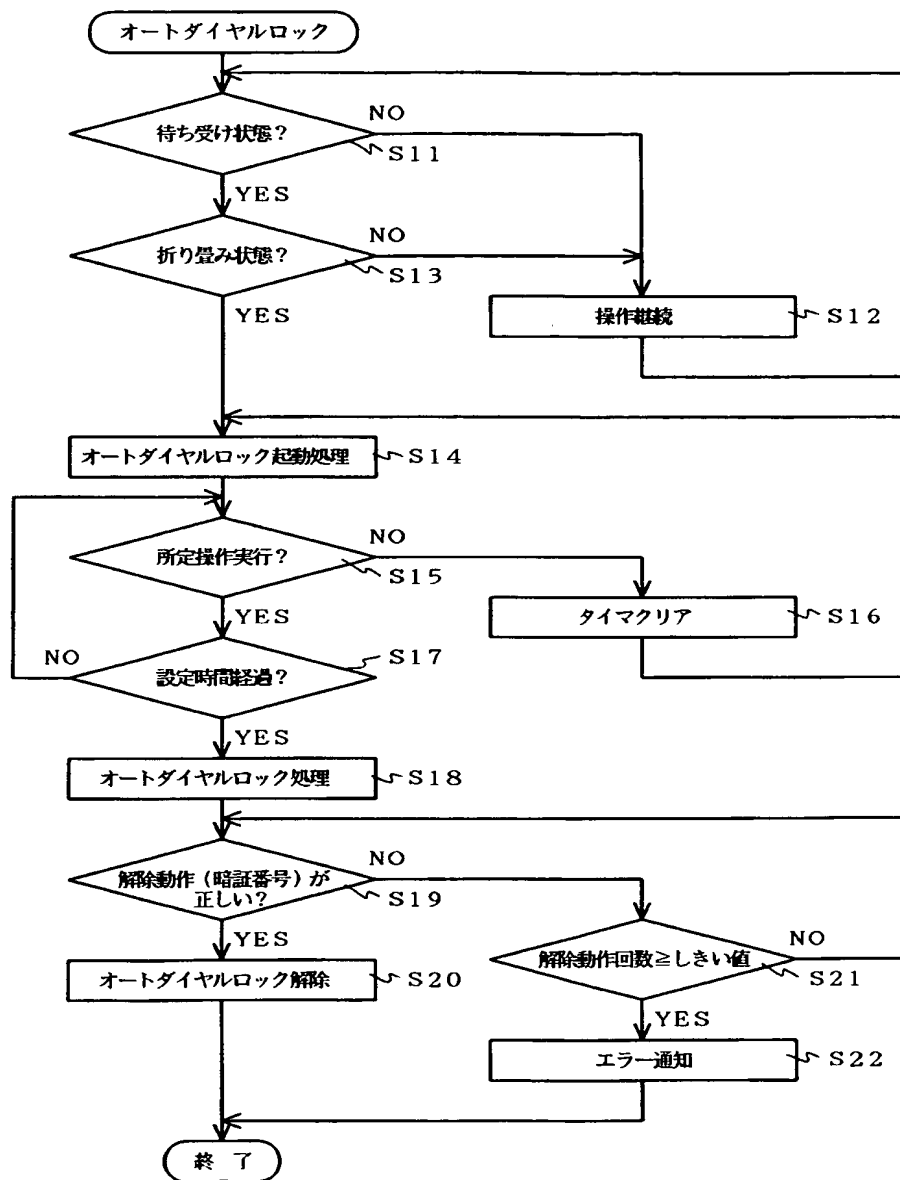 オートダイヤルロック
待ち受け状態？
NO
S11
YES
折り畳み状態？
NO
S13
YES
操作継続
S12
オートダイヤルロック起動処理
S14
所定操作実行？
NO
S15
YES
タイマクリア
S16
設定時間経過？
S17
NO
YES
オートダイヤルロック処理
S18
解除動作（暗証番号）が
正しい？
NO
S19
YES
解除動作回数≧しきい値
NO
S21
YES
オートダイヤルロック解除
S20
エラー通知
S22
終 了